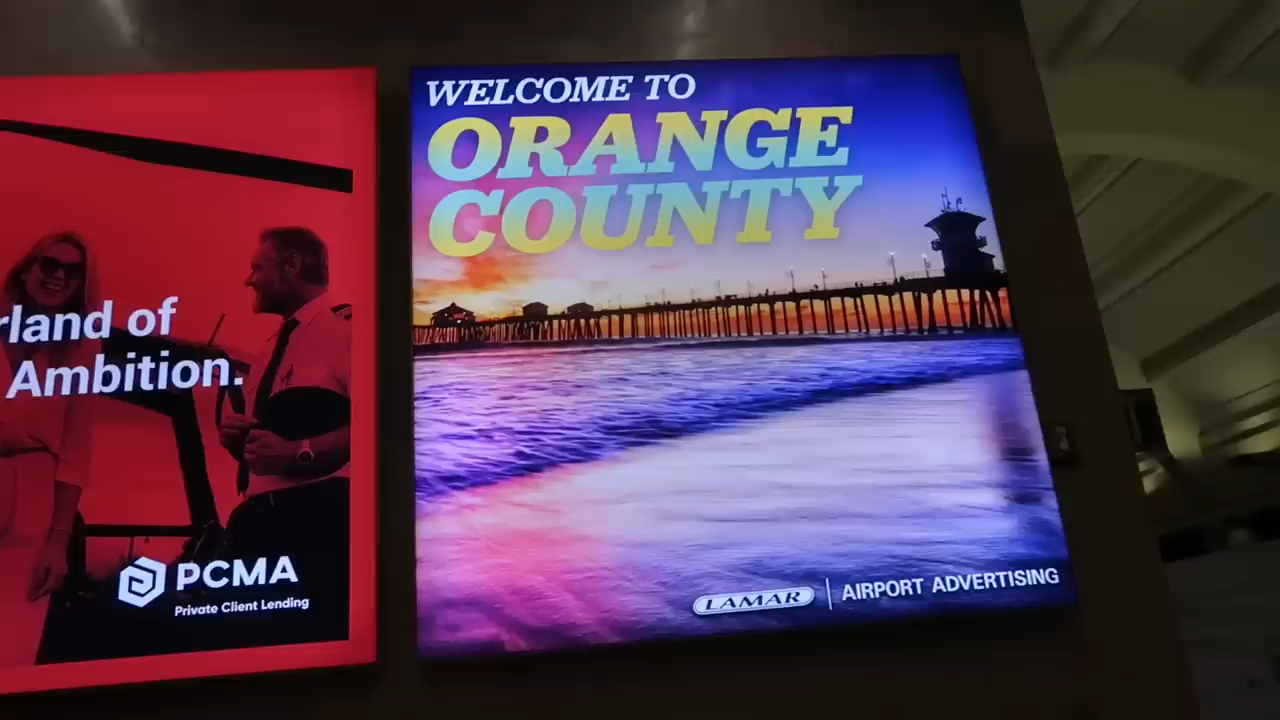 rland of
Ambition.
PCMA
Private Client Lending
WELCOME TO
ORANGE
COUNTY
LAMAR
AIRPORT ADVERTISING